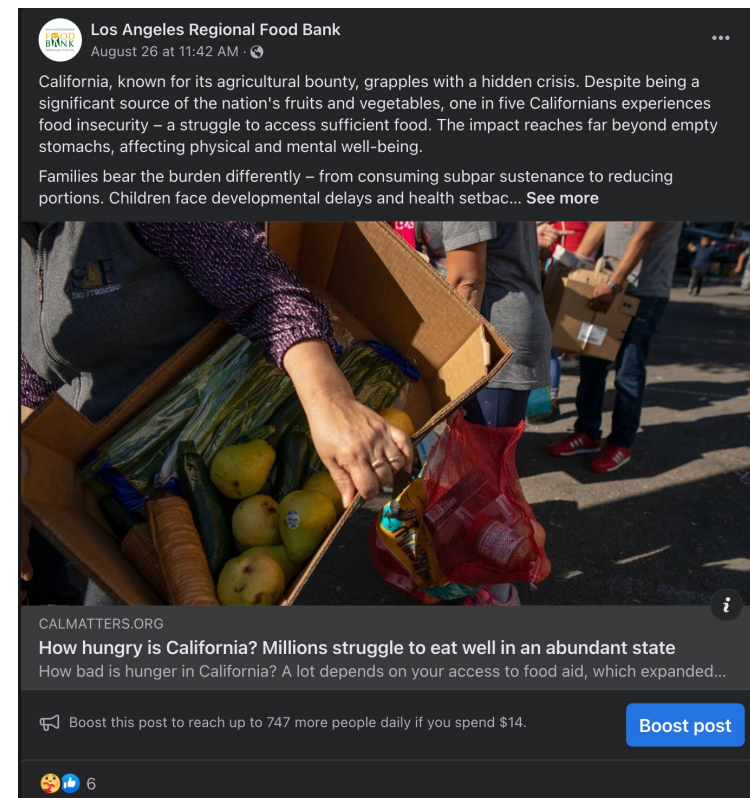 FOOD
BANK
Los Angeles Regional Food Bank
August 26 at 11:42 AM ·
California, known for its agricultural bounty, grapples with a hidden crisis. Despite being a
significant source of the nation's fruits and vegetables, one in five Californians experiences
food insecurity – a struggle to access sufficient food. The impact reaches far beyond empty
stomachs, affecting physical and mental well-being.
Families bear the burden differently – from consuming subpar sustenance to reducing
portions. Children face developmental delays and health setbac... See more
San Francisco
CALMATTERS.ORG
How hungry is California? Millions struggle to eat well in an abundant state
How bad is hunger in California? A lot depends on your access to food aid, which expanded...
Boost this post to reach up to 747 more people daily if you spend $14.
Boost post
6